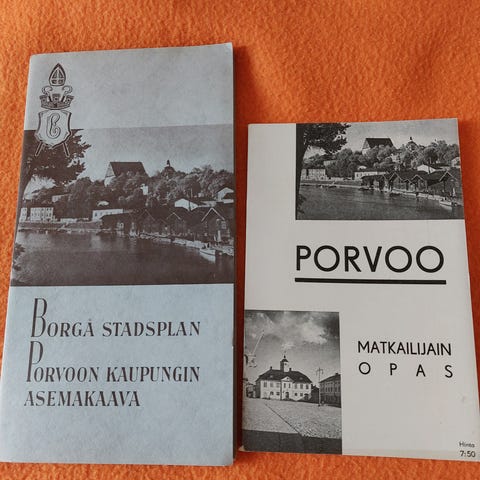 BORGÅ STADSPLAN
PORVOON KAUPUNGIN
ASEMAKAAVA
PORVOO
MATKAILIJAIN
OPAS
Hinta
7:50